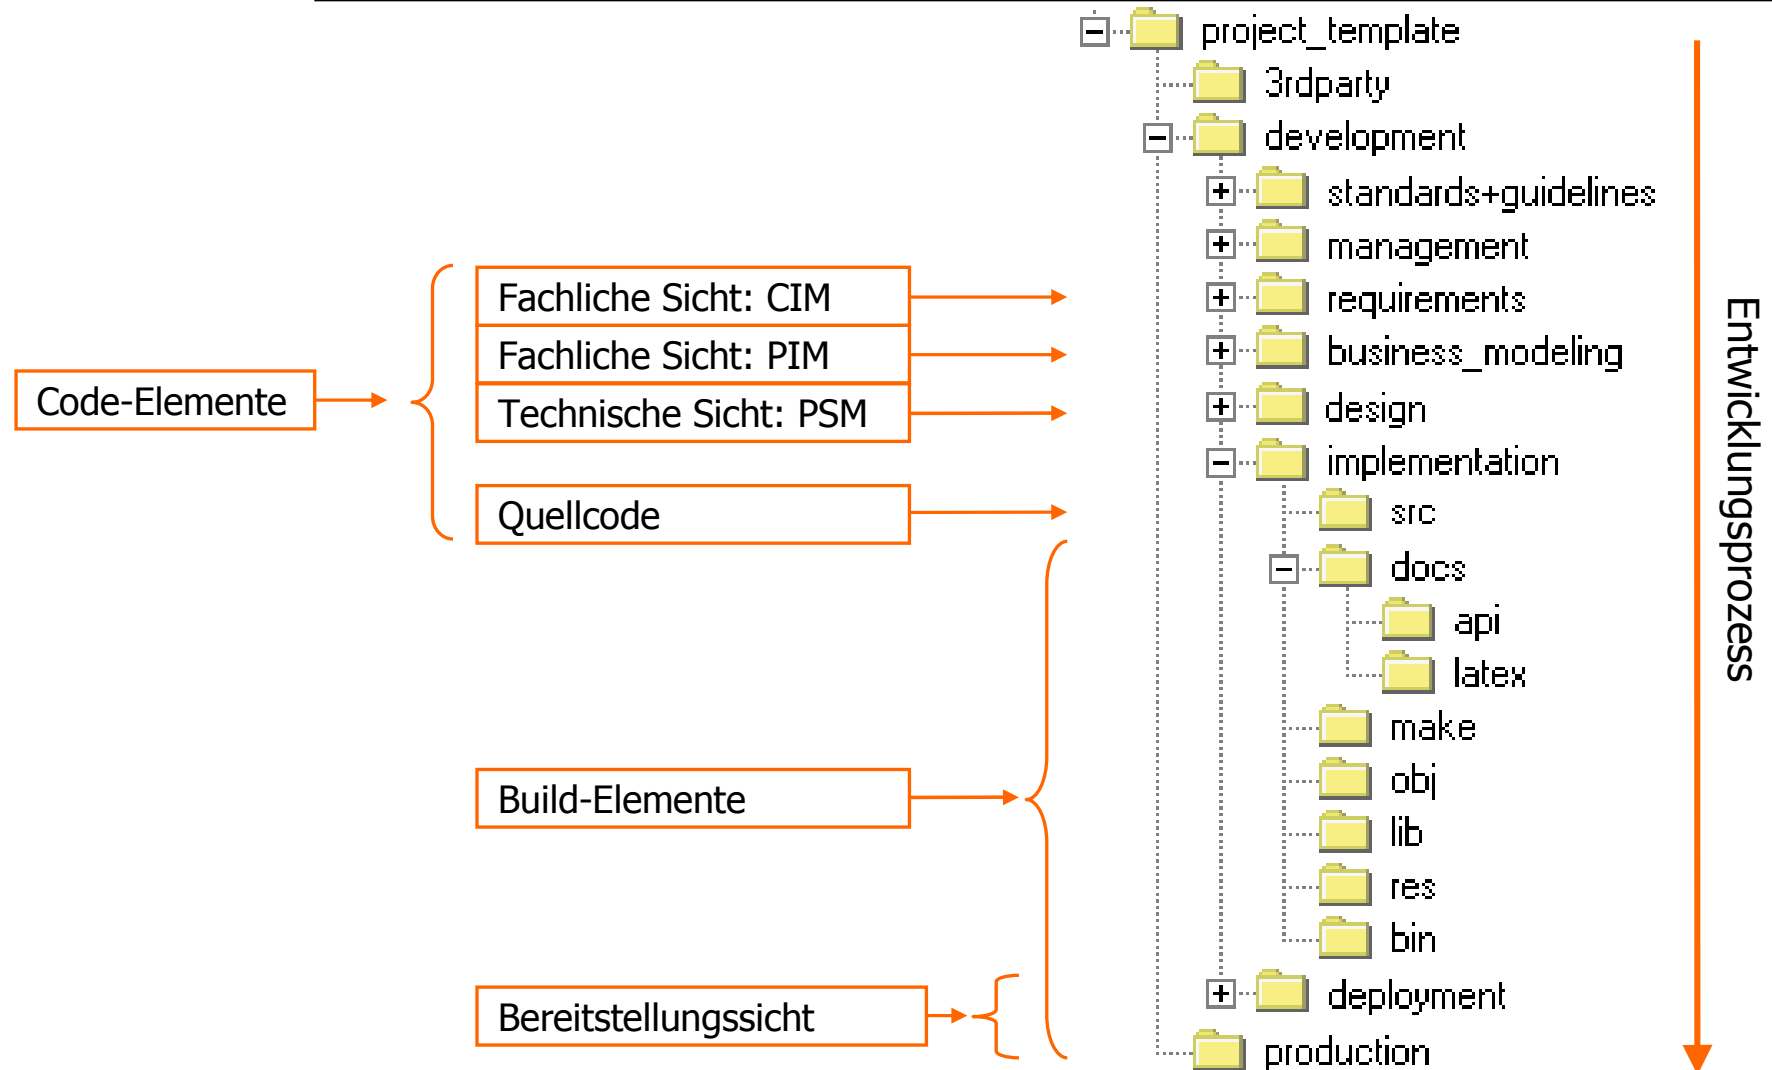 project_template
3rdparty
development
standards+guidelines
management
Fachliche Sicht: CIM
requirements
Fachliche Sicht: PIM
business_modeling
Code-Elemente
Technische Sicht: PSM
design
implementation
Quellcode
src
docs
api
latex
make
Build-Elemente
obj
lib
res
bin
deployment
Bereitstellungssicht
production
Entwicklungsprozess